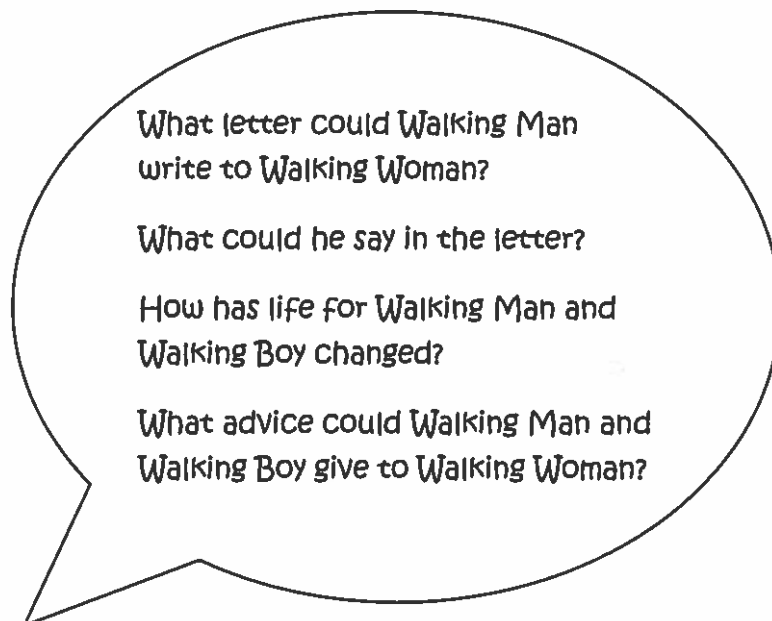 What letter could Walking Man
write to Walking Woman?
What could he say in the letter?
How has life for Walking Man and
Walking Boy changed?
What advice could Walking Man and
Walking Boy give to Walking Woman?